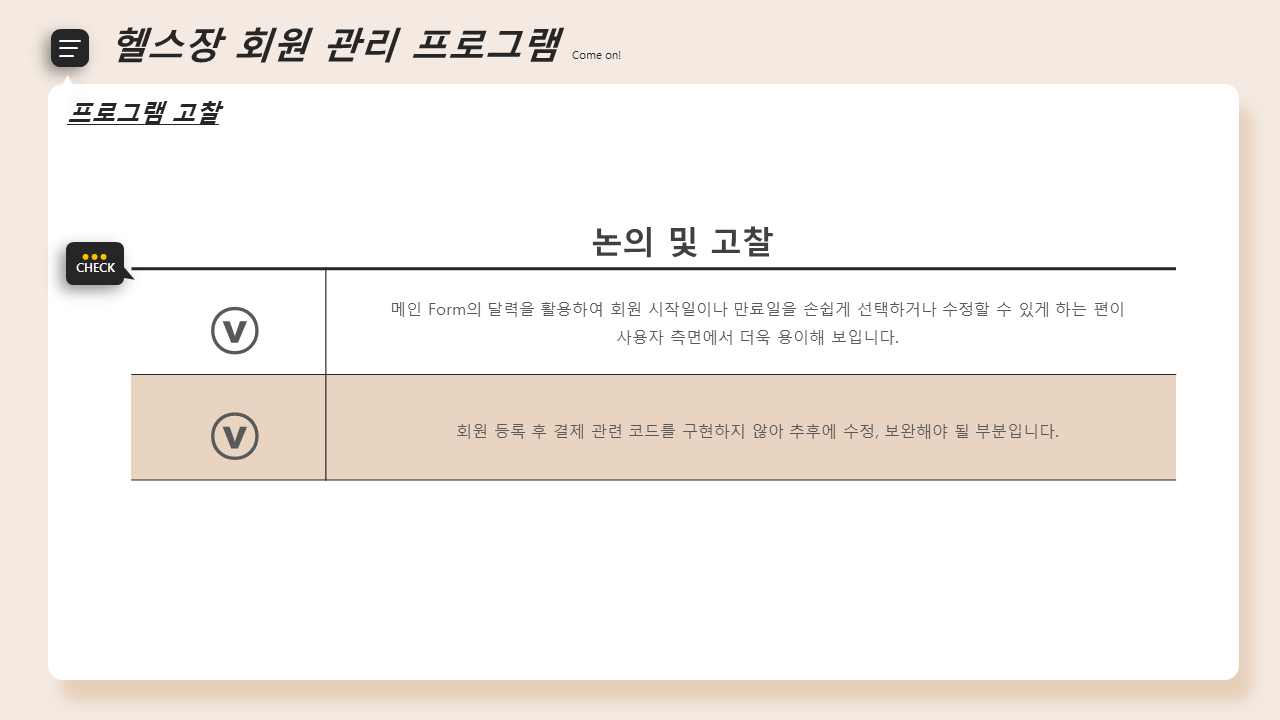 헬스장 회원 관리 프로그램 Come on!
프로그램 고찰
논의 및 고찰
CHECK
V
메인 Form의 달력을 활용하여 회원 시작일이나 만료일을 손쉽게 선택하거나 수정할 수 있게 하는 편이
사용자 측면에서 더욱 용이해 보입니다.
V
회원 등록 후 결제 관련 코드를 구현하지 않아 추후에 수정, 보완해야 될 부분입니다.